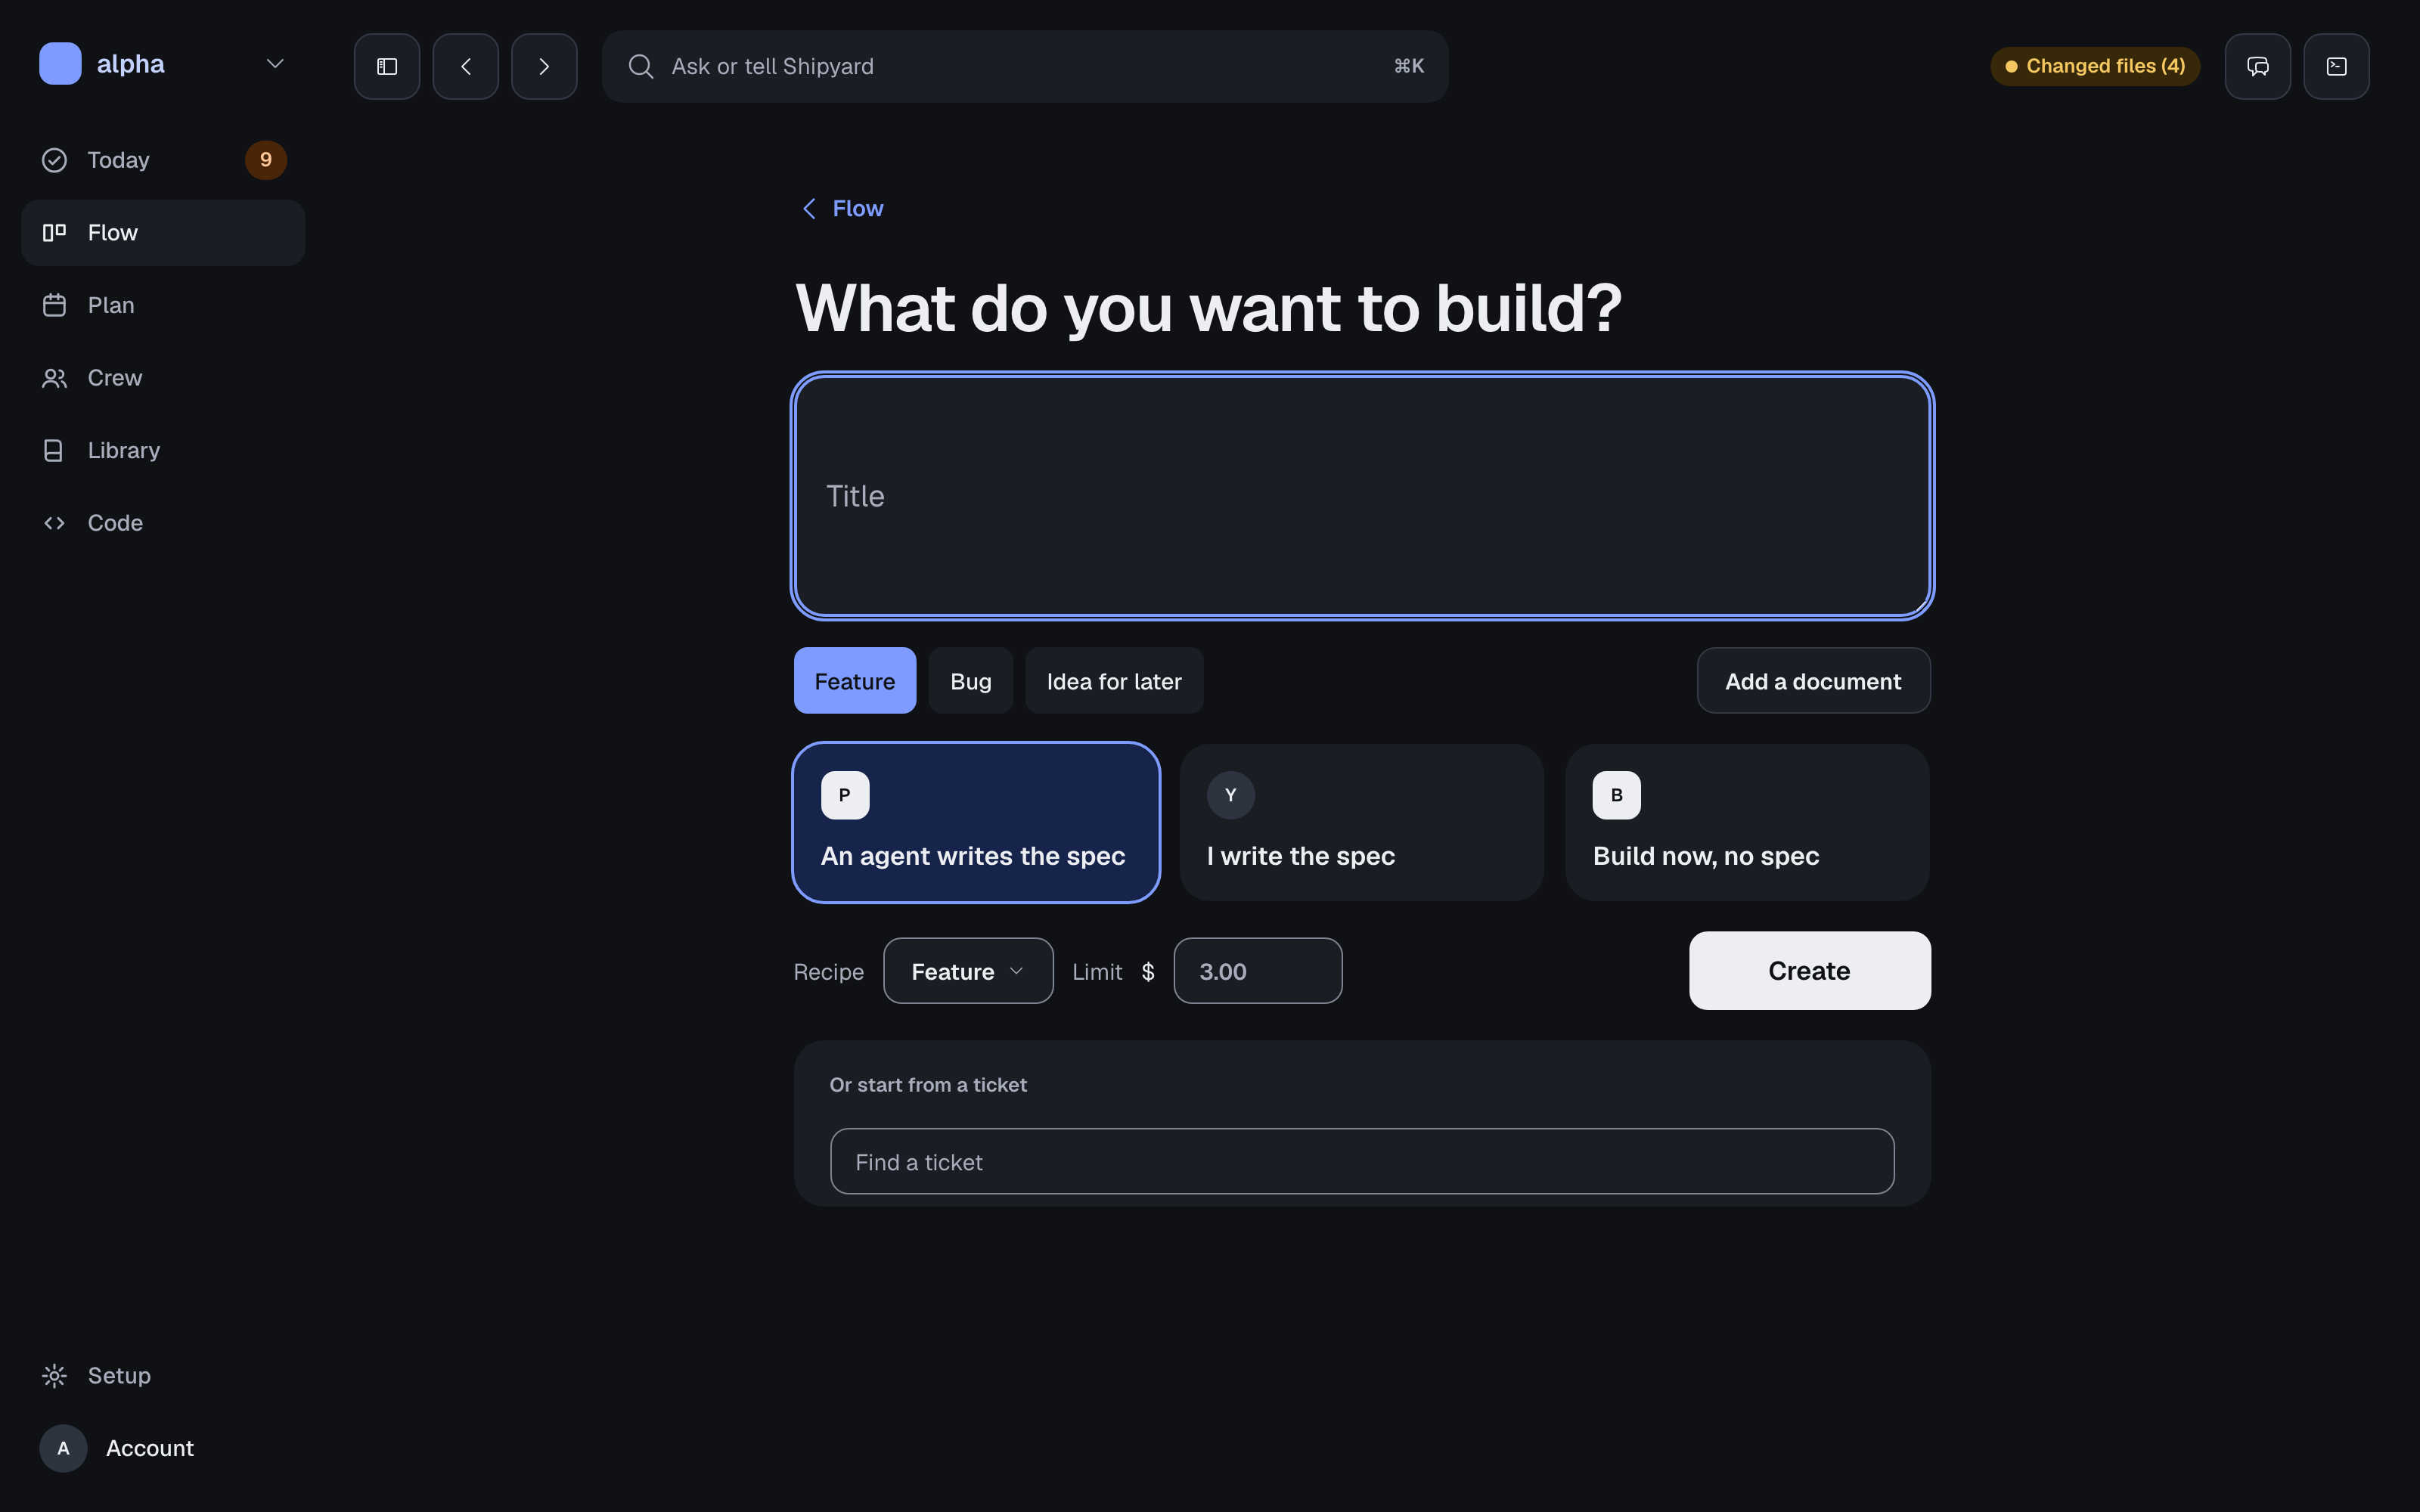 alpha
Ask or tell Shipyard
⌘K
Changed files (4)
Today
9
Flow
Plan
Crew
Library
Code
Setup
A
Account
Flow
What do you want to build?
Title
Feature
Bug
Idea for later
Add a document
P
An agent writes the spec
Y
I write the spec
B
Build now, no spec
Recipe
Feature
Limit
$
3.00
Create
Or start from a ticket
Find a ticket